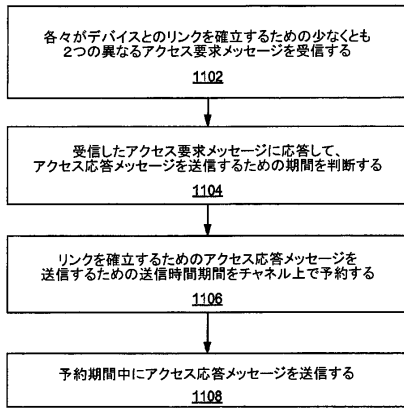 各々がデバイスとのリンクを確立するための少なくとも
2つの異なるアクセス要求メッセージを受信する
1102
受信したアクセス要求メッセージに応答して、
アクセス応答メッセージを送信するための期間を判断する
1104
リンクを確立するためのアクセス応答メッセージを
送信するための送信時間期間をチャネル上で予約する
1106
予約期間中にアクセス応答メッセージを送信する
1108